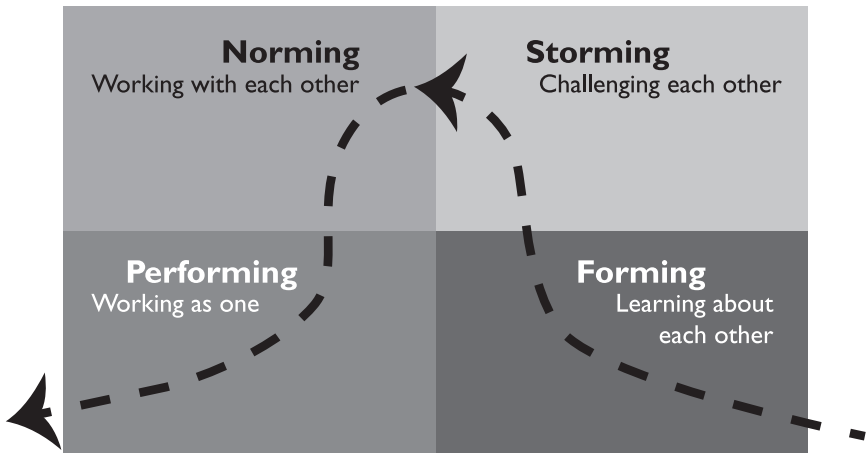 Norming
Working with each other
Storming
Challenging each other
Performing
Working as one
Forming
Learning about
each other